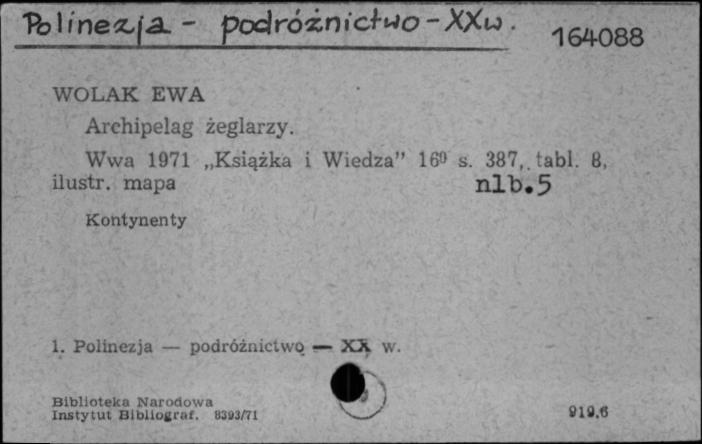 Polinezja - podróżnictwo - XXw.
164088
WOLAK EWA
Archipelag żeglarzy.
Wwa 1971 „Książka i Wiedza” 16⁰ s. 387, tabl. 8,
ilustr. mapa nlb.5
Kontynenty
1. Polinezja — podróżnictwo — XX w.
Biblioteka Narodowa
Instytut Bibliograf. 8393/71
919.6